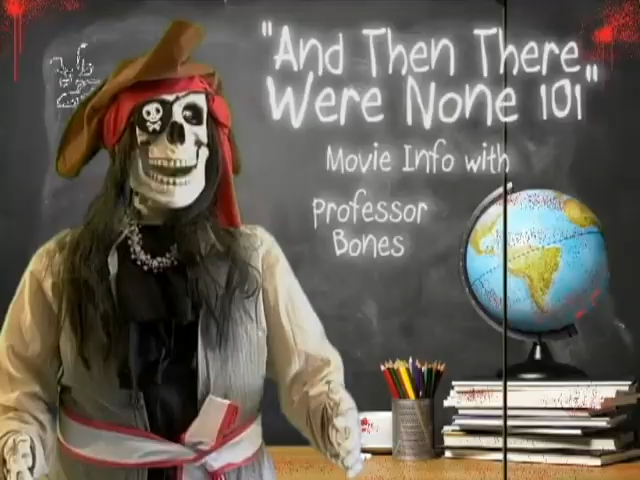 "And Then There
Were None 101"
Movie Info with
Professor
Bones